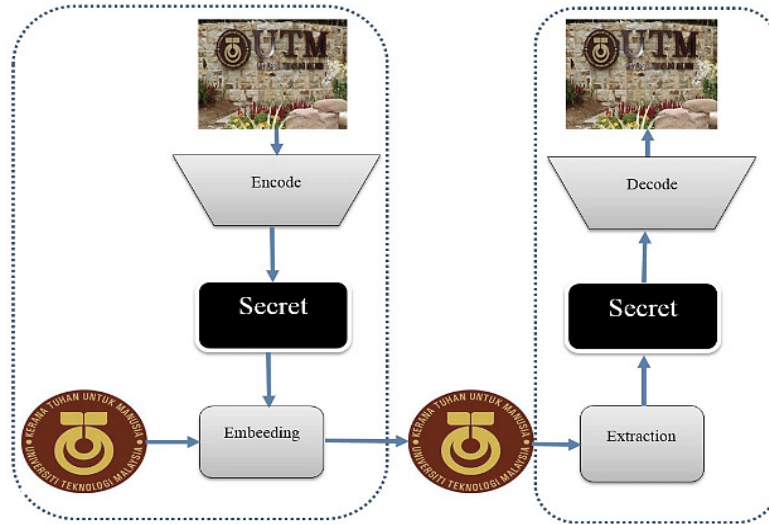 UTM
UTM
Encode
Decode
Secret
Secret
KERANA TUHAN UNTUK MANUSIA
UNIVERSITI TEKNOLOGI MALAYSIA
Embeeding
KERANA TUHAN UNTUK MANUSIA
UNIVERSITI TEKNOLOGI MALAYSIA
Extraction